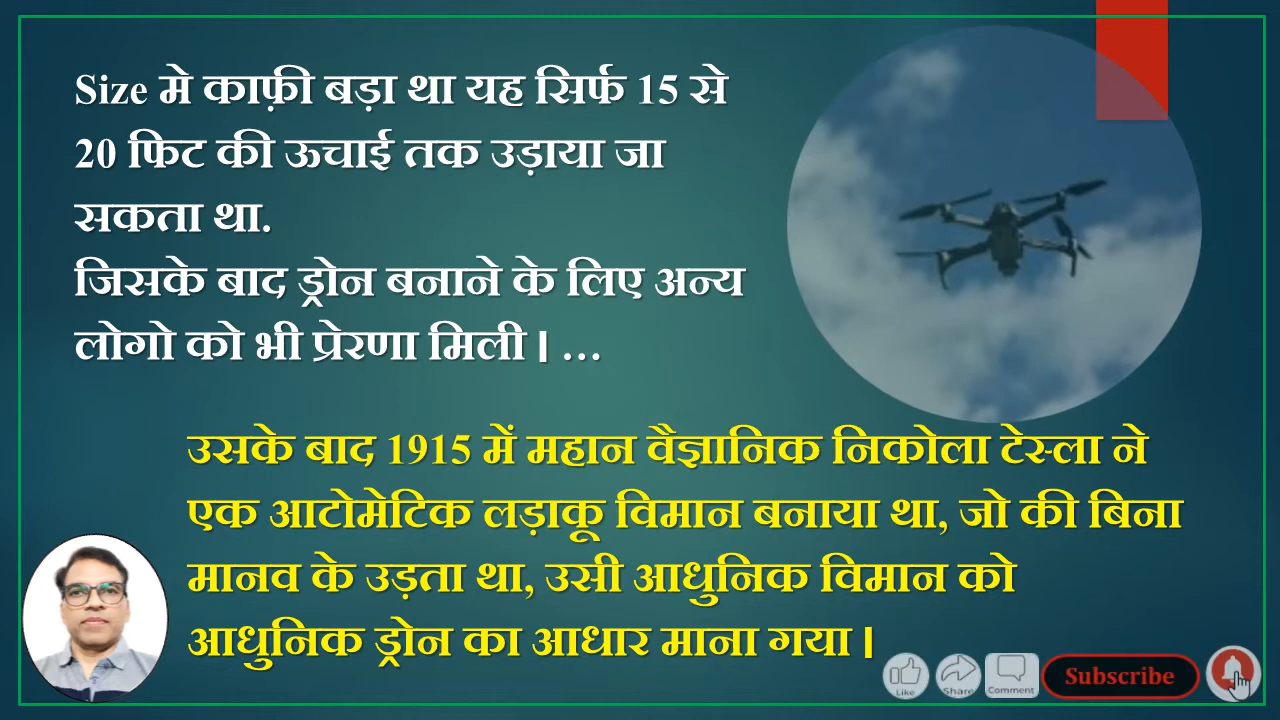 Size मे काफ़ी बड़ा था यह सिर्फ 15 से
20 फिट की ऊचाई तक उड़ाया जा
सकता था.
जिसके बाद ड्रोन बनाने के लिए अन्य
लोगो को भी प्रेरणा मिली। ...
उसके बाद 1915 में महान वैज्ञानिक निकोला टेस्ला ने
एक आटोमेटिक लड़ाकू विमान बनाया था, जो की बिना
मानव के उड़ता था, उसी आधुनिक विमान को
आधुनिक ड्रोन का आधार माना गया।
Like
Share
Comment
Subscribe